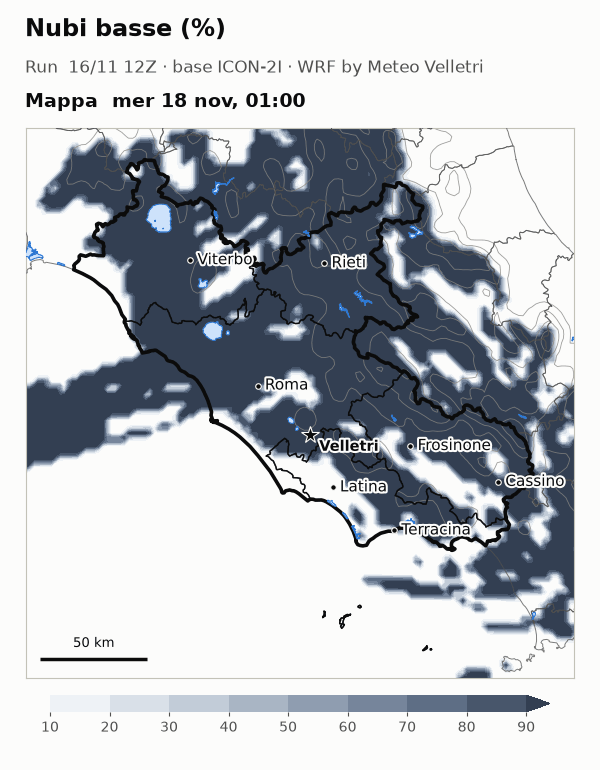 Nubi basse (%)
Run  16/11 12Z · base ICON-2I · WRF by Meteo Velletri
Mappa  mer 18 nov, 01:00
Viterbo
Rieti
Roma
Velletri
Frosinone
Cassino
Latina
Terracina
50 km
10 20 30 40 50 60 70 80 90